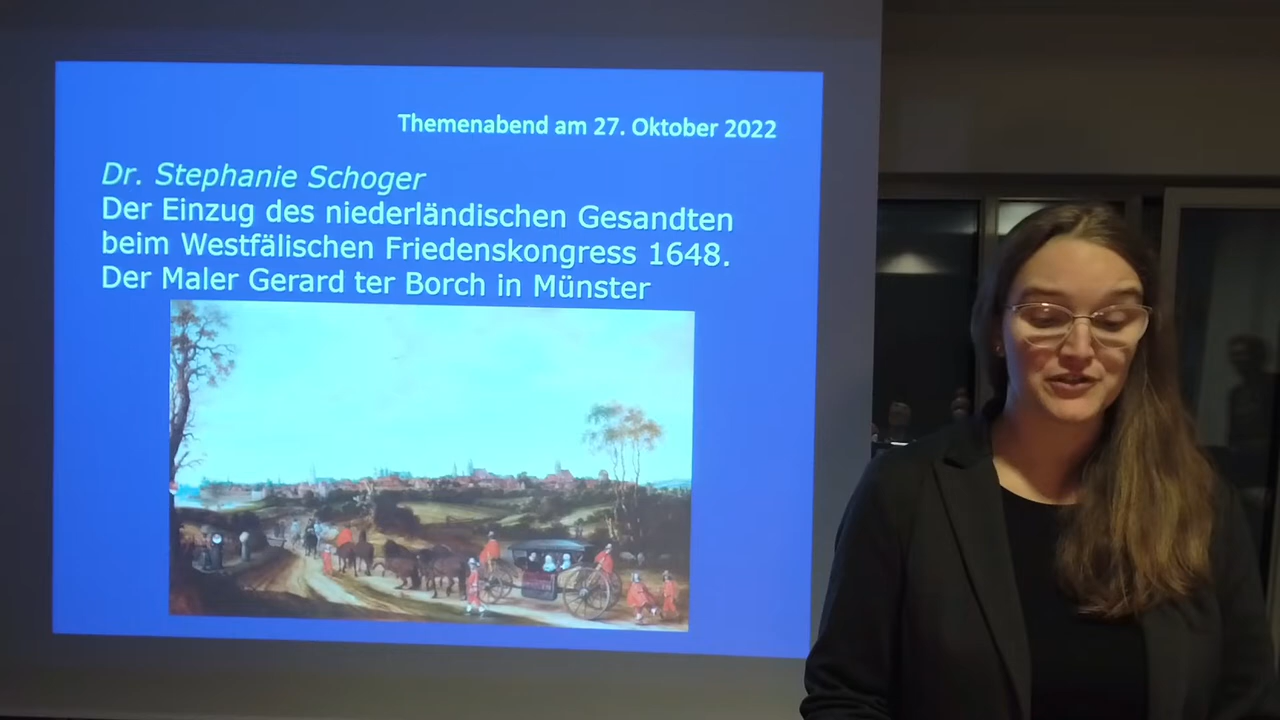 Themenabend am 27. Oktober 2022
Dr. Stephanie Schoger
Der Einzug des niederländischen Gesandten
beim Westfälischen Friedenskongress 1648.
Der Maler Gerard ter Borch in Münster